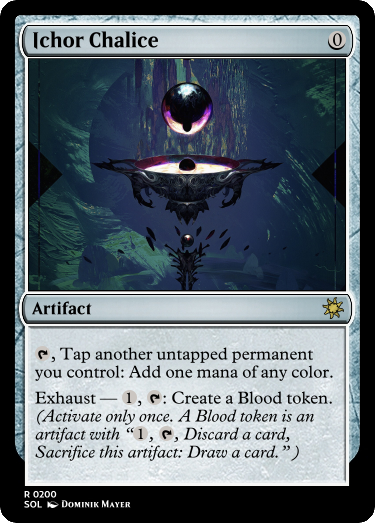 Ichor Chalice 0
Artifact
, Tap another untapped permanent
you control: Add one mana of any color.
Exhaust — 1, : Create a Blood token.
(Activate only once. A Blood token is an
artifact with “1, , Discard a card,
Sacrifice this artifact: Draw a card.”)
R 0200
SOL Dominik Mayer